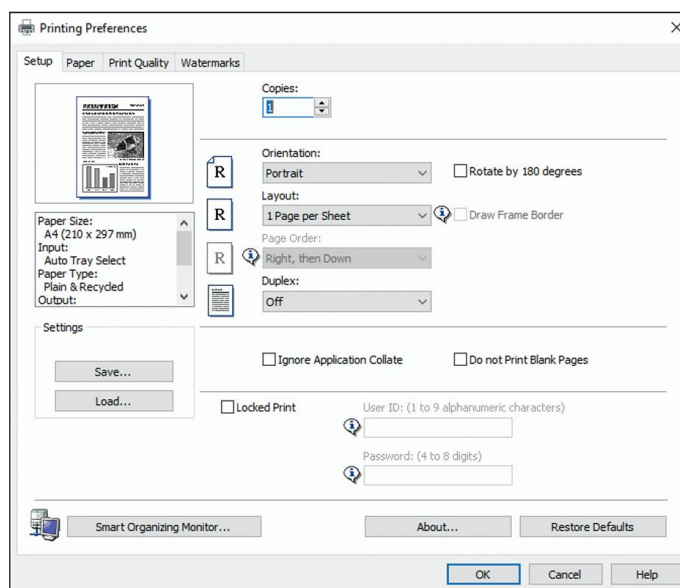 Printing Preferences
Setup
Paper
Print Quality
Watermarks
Copies:
1
Orientation:
R
Portrait
Rotate by 180 degrees
Layout:
R
1 Page per Sheet
Draw Frame Border
Page Order:
R
Right, then Down
Duplex:
Off
Paper Size:
A4 (210 x 297 mm)
Input:
Auto Tray Select
Paper Type:
Plain & Recycled
Output:
Settings
Save...
Load...
Ignore Application Collate
Do not Print Blank Pages
Locked Print
User ID: (1 to 9 alphanumeric characters)
Password: (4 to 8 digits)
Smart Organizing Monitor...
About...
Restore Defaults
OK
Cancel
Help